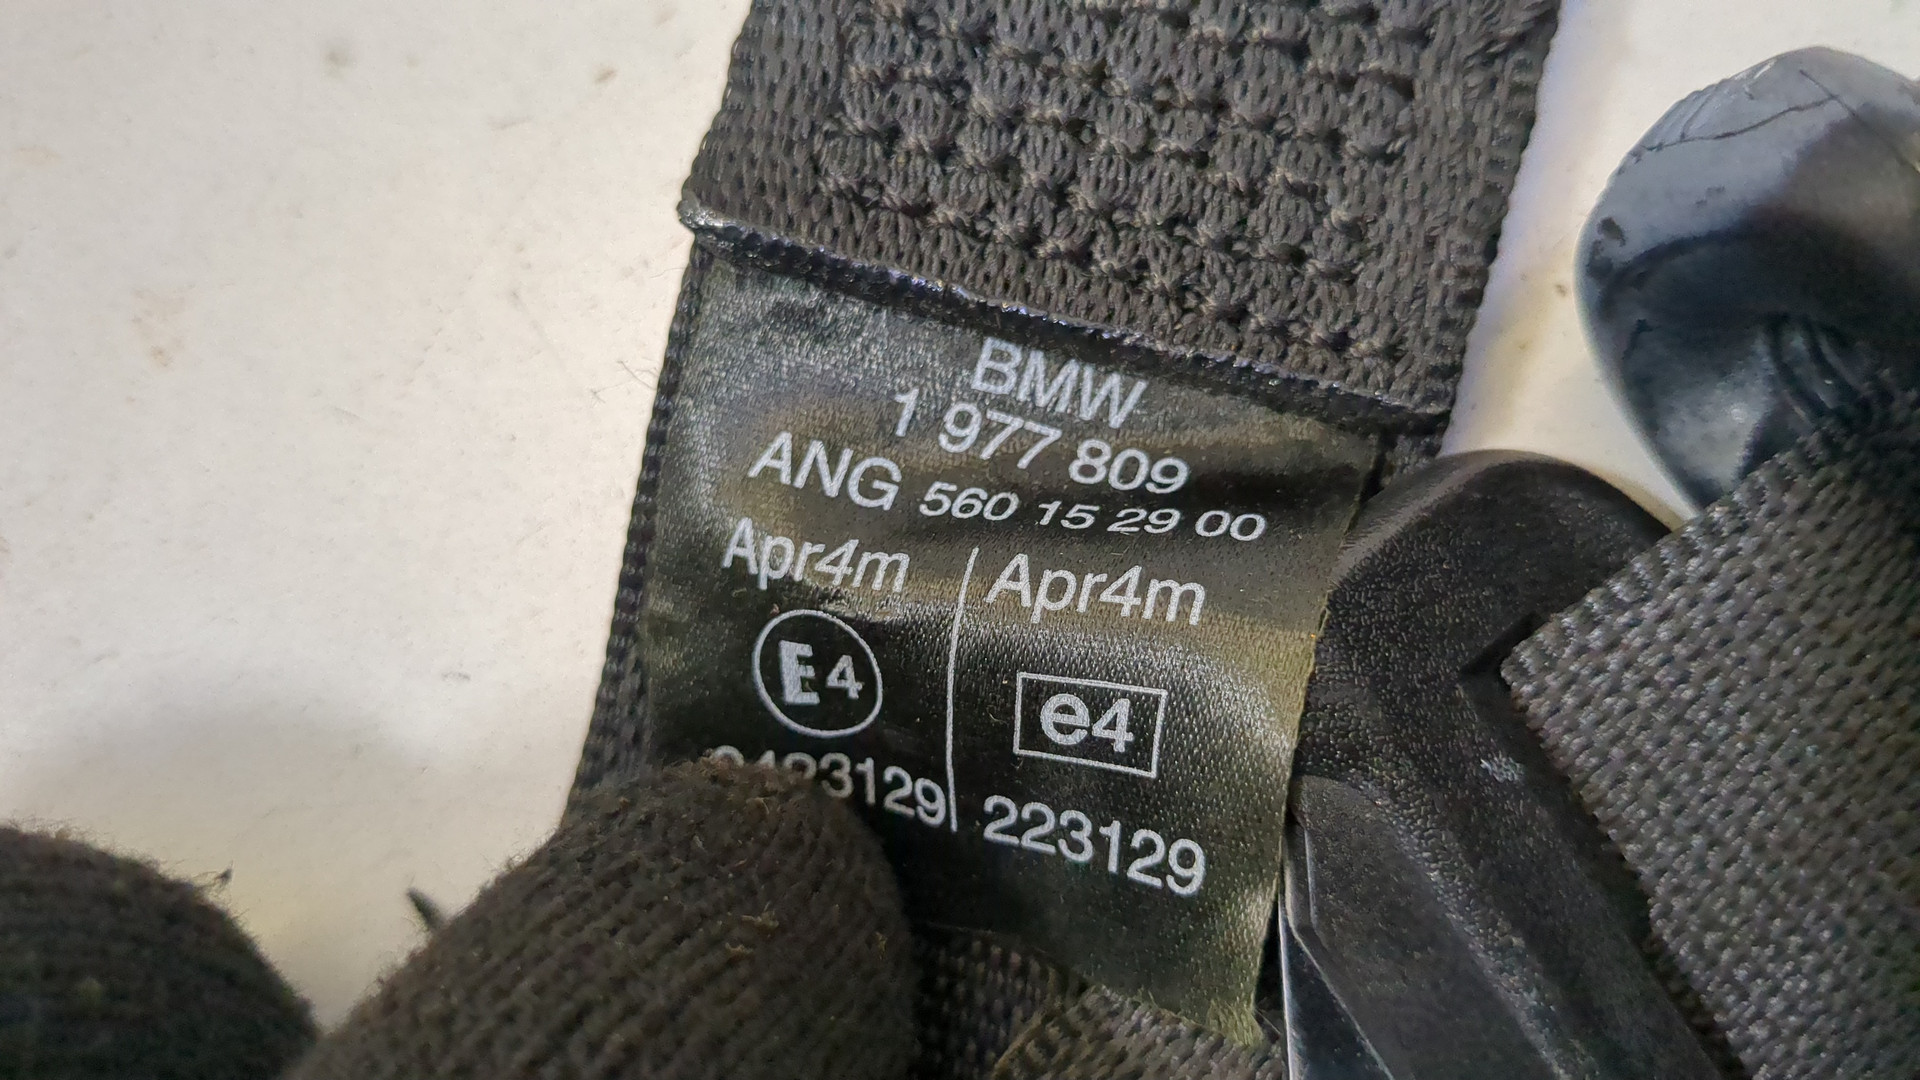 BMW
1 977 809
ANG 560 15 29 00
Apr4m Apr4m
E4 e4
223129